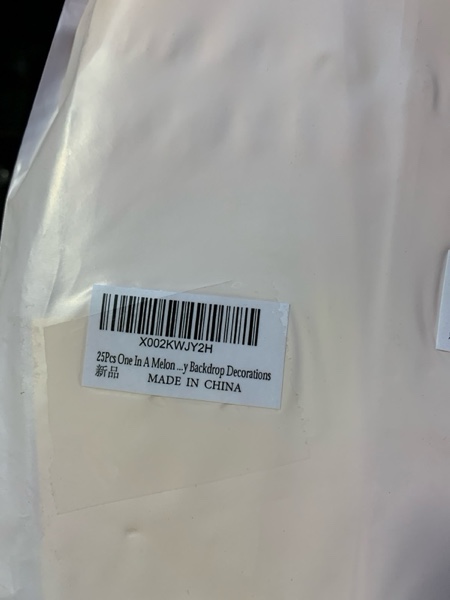 X002KWJY2H
25Pcs One In A Melon ...y Backdrop Decorations
新品
MADE IN CHINA